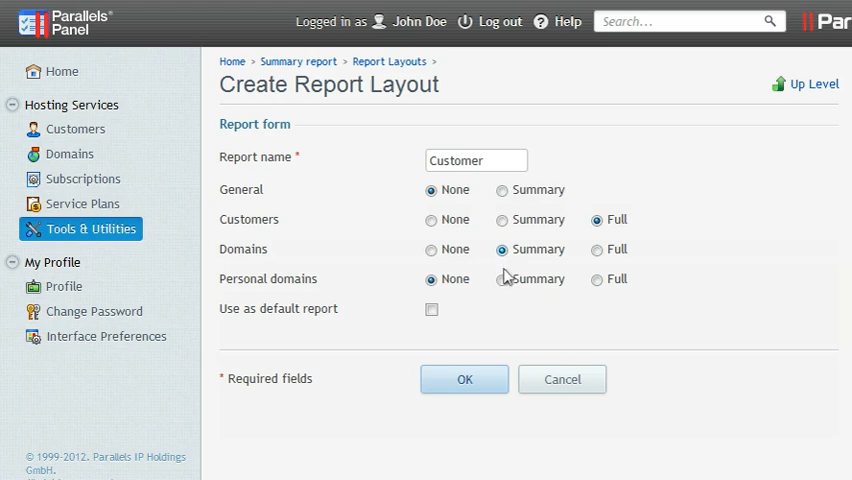 Parallels®
Panel
Logged in as John Doe Log out Help Search... Par
Home
Hosting Services
Customers
Domains
Subscriptions
Service Plans
Tools & Utilities
My Profile
Profile
Change Password
Interface Preferences
© 1999-2012. Parallels IP Holdings
GmbH.
Home > Summary report > Report Layouts >
Create Report Layout
Up Level
Report form
Report name * Customer
General None Summary
Customers None Summary Full
Domains None Summary Full
Personal domains None Summary Full
Use as default report
* Required fields OK Cancel